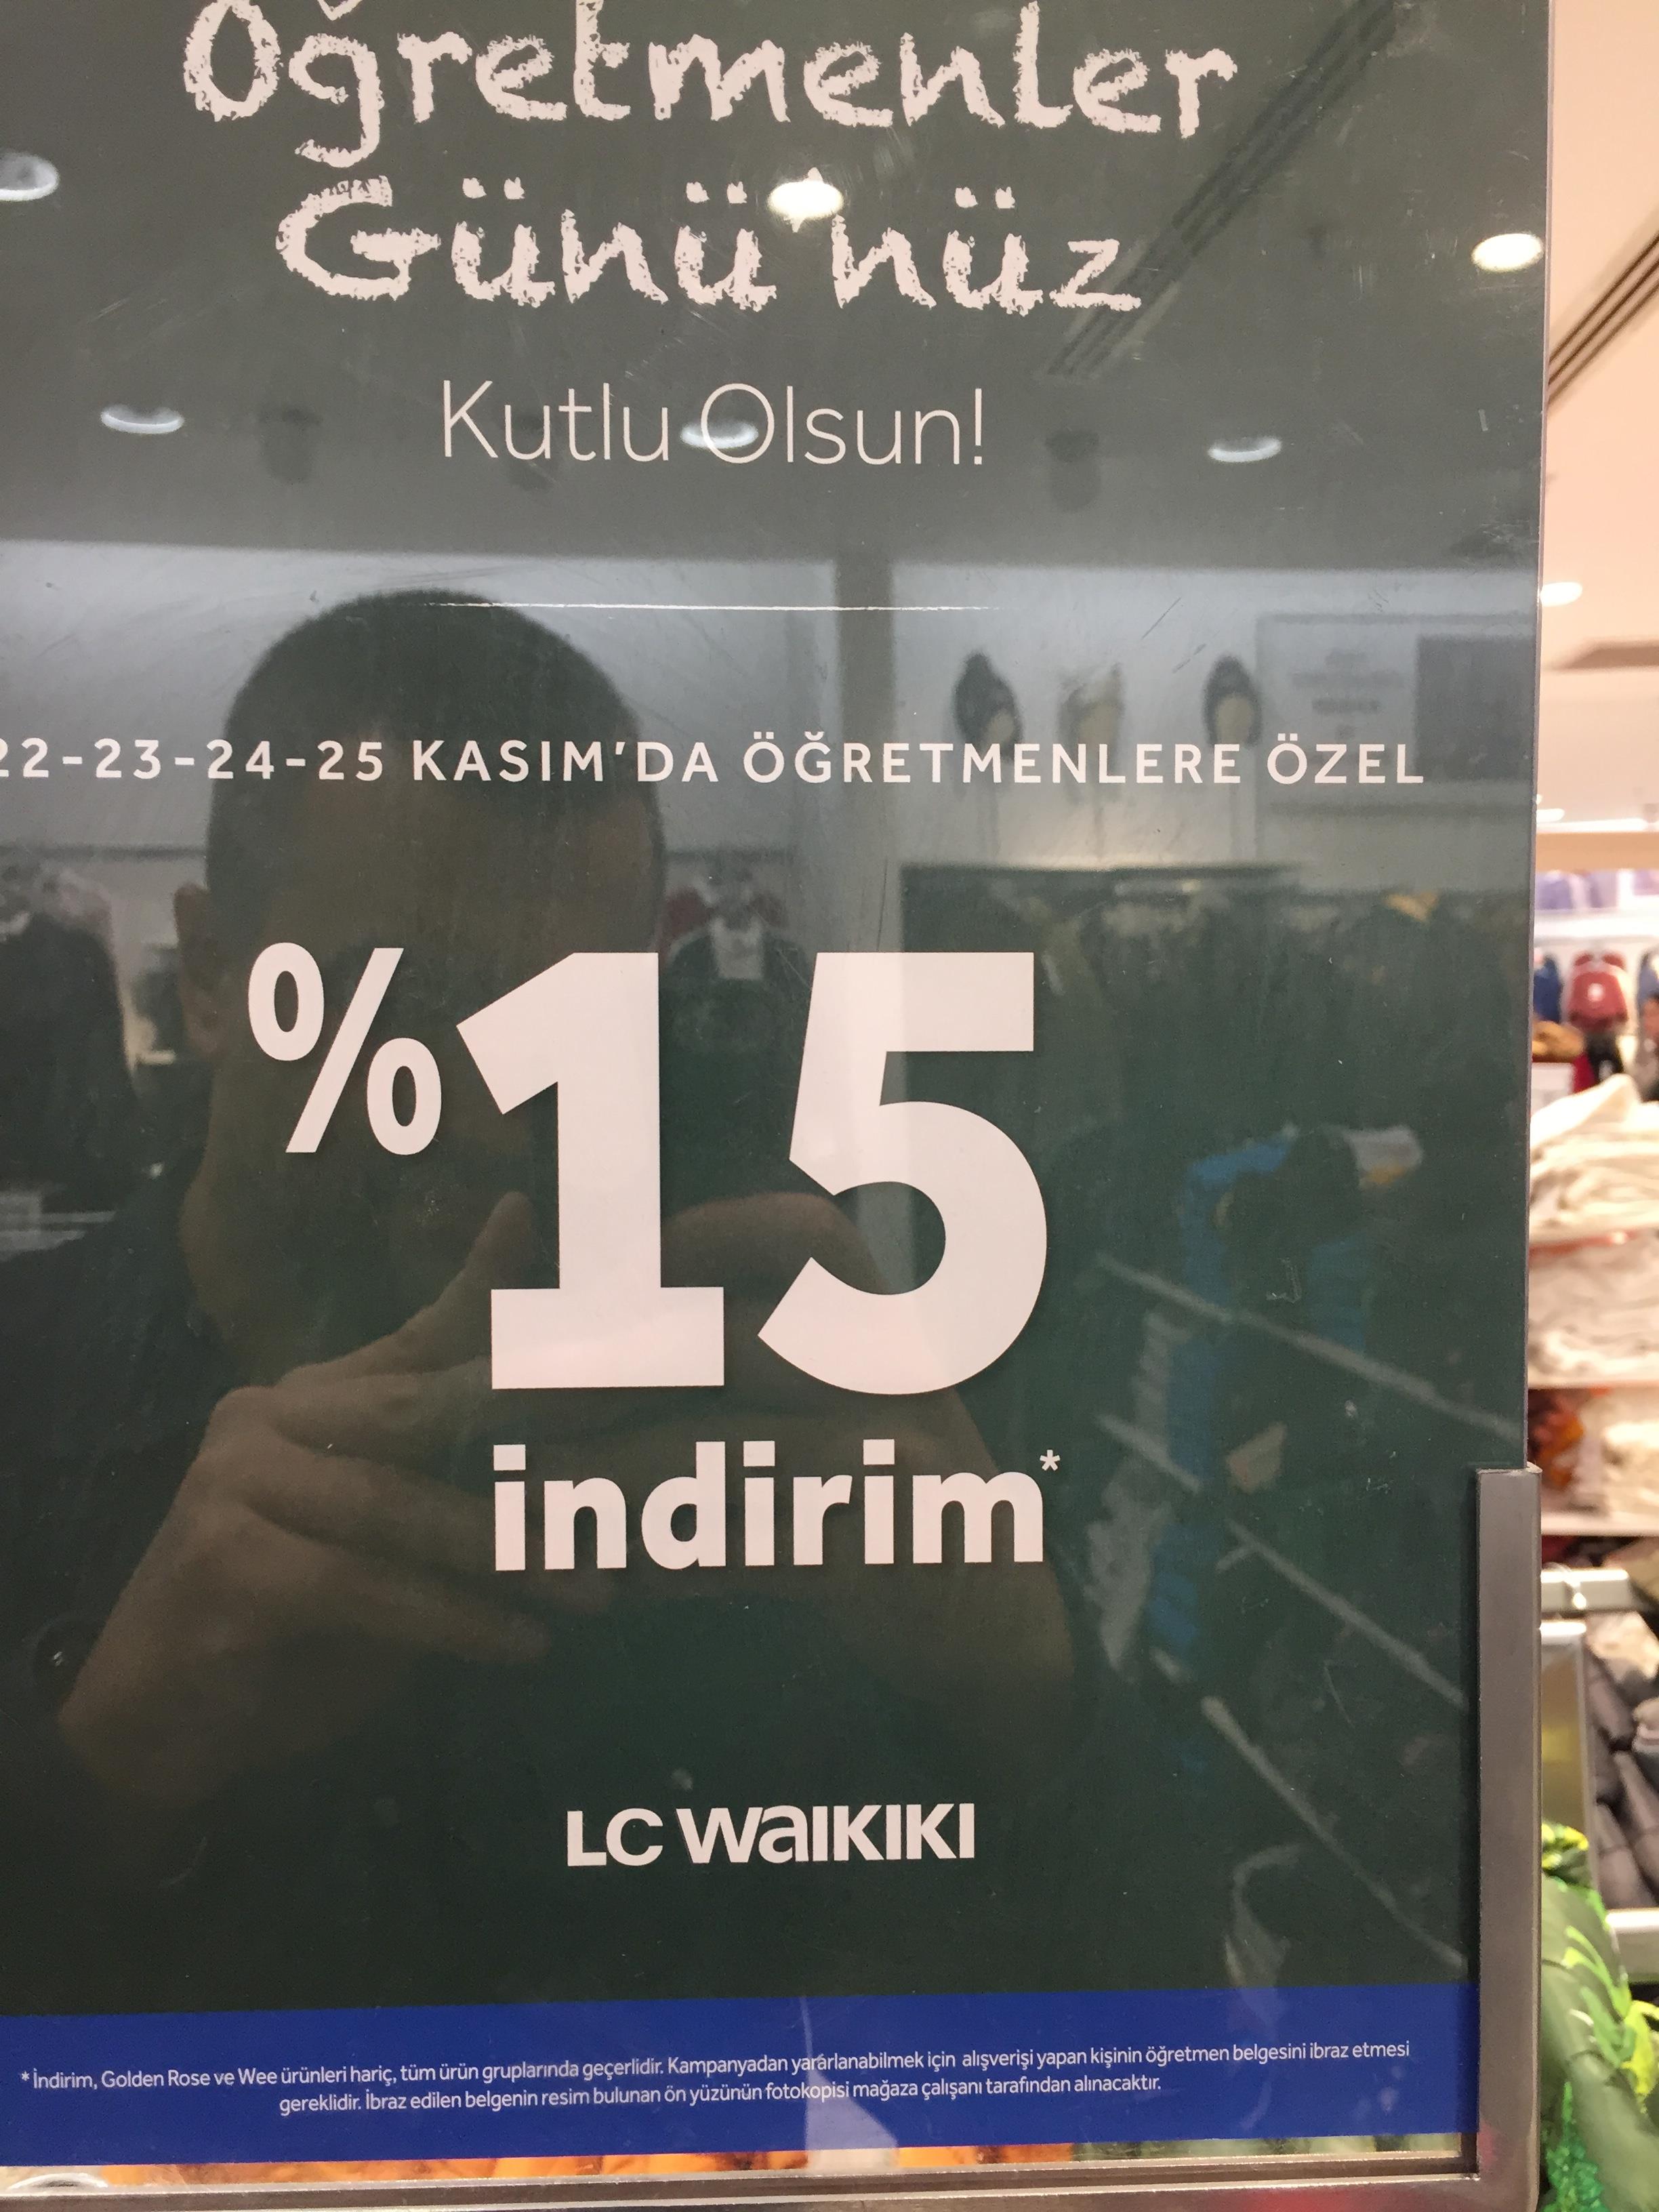 Öğretmenler
Günü'nüz
Kutlu Olsun!
22-23-24-25 KASIM'DA ÖĞRETMENLERE ÖZEL
%15
indirim*
LC WAIKIKI
*İndirim, Golden Rose ve Wee ürünleri hariç, tüm ürün gruplarında geçerlidir. Kampanyadan yararlanabilmek için alışverişi yapan kişinin öğretmen belgesini ibraz etmesi
gereklidir. İbraz edilen belgenin resim bulunan ön yüzünün fotokopisi mağaza çalışanı tarafından alınacaktır.